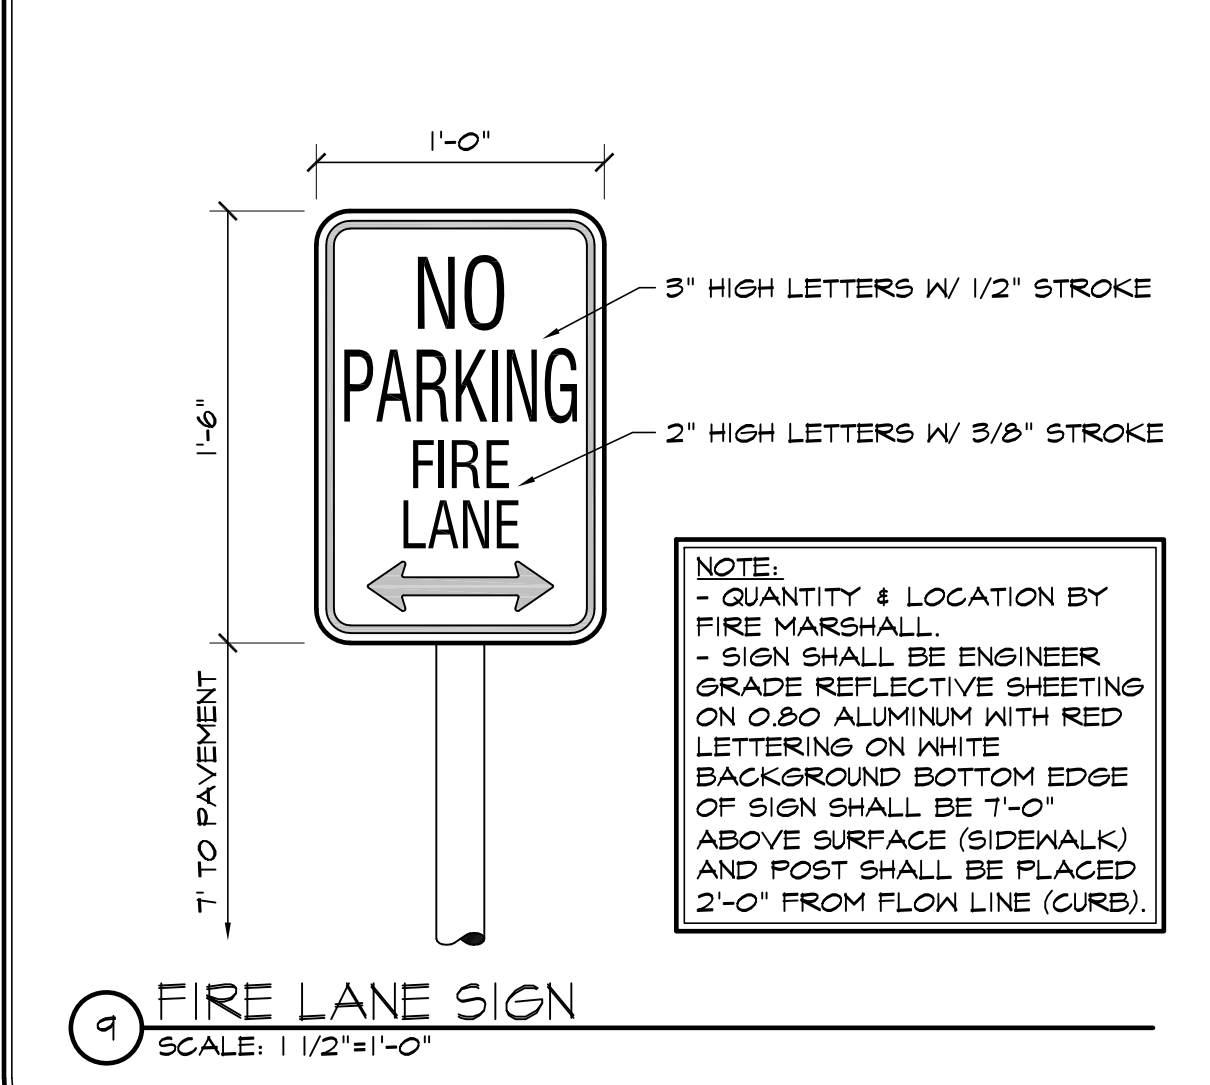 1'-0"
NO
PARKING
FIRE
LANE
3" HIGH LETTERS W/ 1/2" STROKE
2" HIGH LETTERS W/ 3/8" STROKE
1'-6"
7' TO PAVEMENT
NOTE:
- QUANTITY & LOCATION BY
FIRE MARSHALL.
- SIGN SHALL BE ENGINEER
GRADE REFLECTIVE SHEETING
ON 0.80 ALUMINUM WITH RED
LETTERING ON WHITE
BACKGROUND BOTTOM EDGE
OF SIGN SHALL BE 7'-0"
ABOVE SURFACE (SIDEWALK)
AND POST SHALL BE PLACED
2'-0" FROM FLOW LINE (CURB).
9
FIRE LANE SIGN
SCALE: 1 1/2"=1'-0"